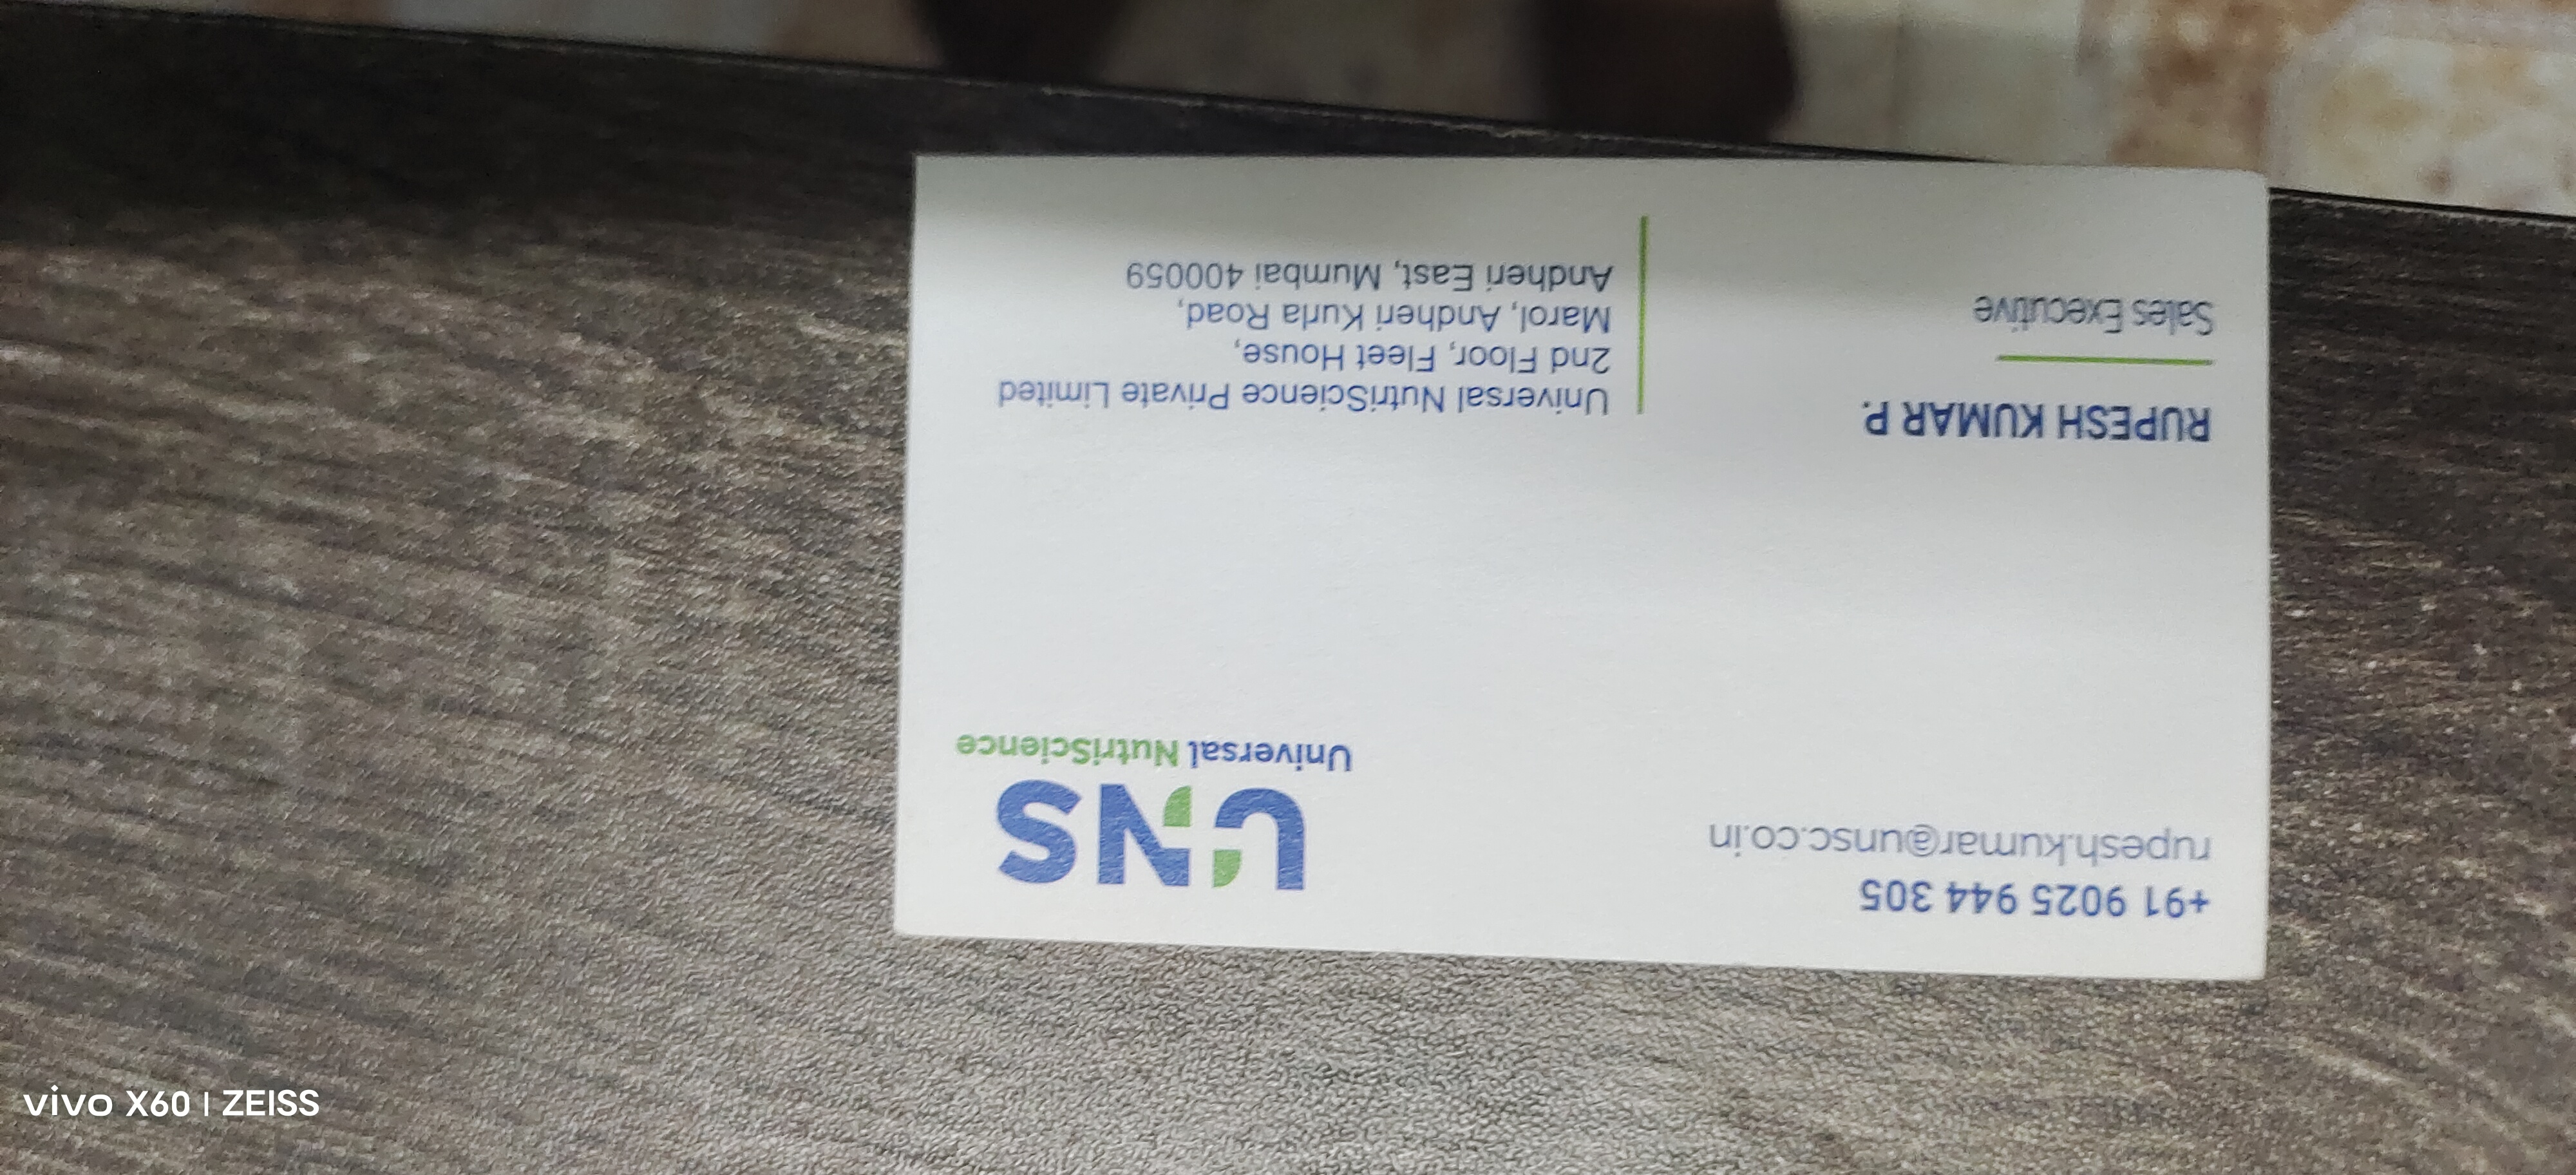 +91 9025 944 305
rupesh.kumar@unsc.co.in
UNS
Universal NutriScience
RUPESH KUMAR P.
Sales Executive
Universal NutriScience Private Limited
2nd Floor, Fleet House,
Marol, Andheri Kurla Road,
Andheri East, Mumbai 400059
vivo X60 | ZEISS